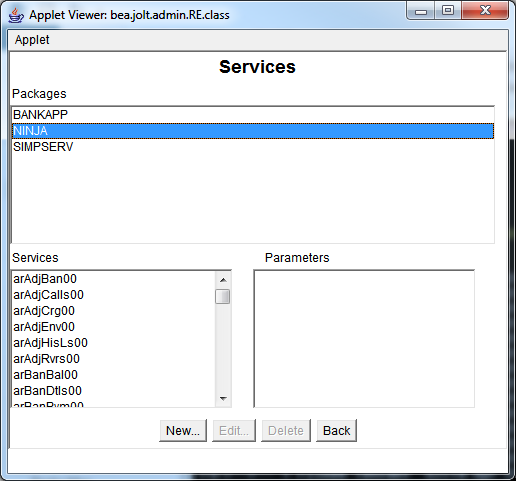 Applet Viewer: bea.jolt.admin.RE.class
Applet
Services
Packages
BANKAPP
NINJA
SIMPSERV
Services
Parameters
arAdjBan00
arAdjCalls00
arAdjCrg00
arAdjEnv00
arAdjHisLs00
arAdjRvrs00
arBanBal00
arBanDtls00
arBanPym00
New...
Edit...
Delete
Back